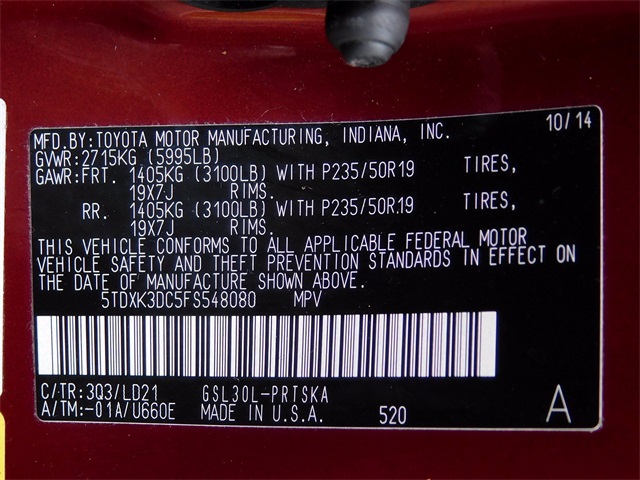 MFD.BY:TOYOTA MOTOR MANUFACTURING, INDIANA, INC. 10/14
GVWR:2715KG (5995LB)
GAWR:FRT. 1405KG (3100LB) WITH P235/50R19 TIRES,
19X7J RIMS.
RR. 1405KG (3100LB) WITH P235/50R19 TIRES,
19X7J RIMS.
THIS VEHICLE CONFORMS TO ALL APPLICABLE FEDERAL MOTOR
VEHICLE SAFETY AND THEFT PREVENTION STANDARDS IN EFFECT ON
THE DATE OF MANUFACTURE SHOWN ABOVE.
5TDXK3DC5FS548080 MPV
C/TR:3Q3/LD21 GSL30L-PRTSKA
A/TM:-01A/U660E MADE IN U.S.A. 520 A